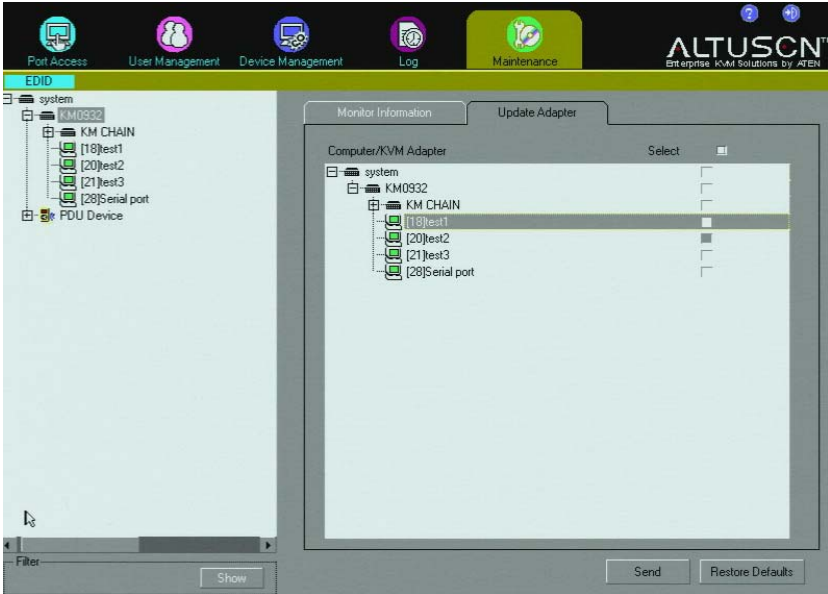 Port Access
User Management
Device Management
Log
Maintenance
ALTUSCN™
Enterprise KVM Solutions by ATEN
EDID
system
KM0932
KM CHAIN
[18]test1
[20]test2
[21]test3
[28]Serial port
PDU Device
Filter
Show
Monitor Information
Update Adapter
Computer/KVM Adapter Select
system
KM0932
KM CHAIN
[18]test1
[20]test2
[21]test3
[28]Serial port
Send
Restore Defaults